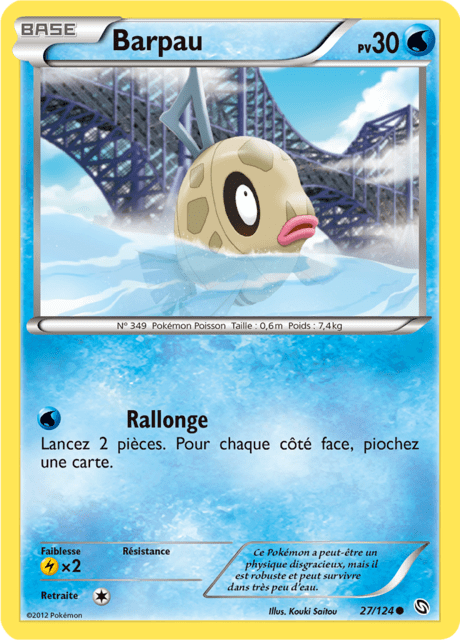 BASE Barpau PV30
N° 349 Pokémon Poisson Taille : 0,6m Poids : 7,4kg
Rallonge
Lancez 2 pièces. Pour chaque côté face, piochez
une carte.
Faiblesse Résistance
×2
Retraite
Ce Pokémon a peut-être un
physique disgracieux, mais il
est robuste et peut survivre
dans très peu d'eau.
©2012 Pokémon Illus. Kouki Saitou 27/124